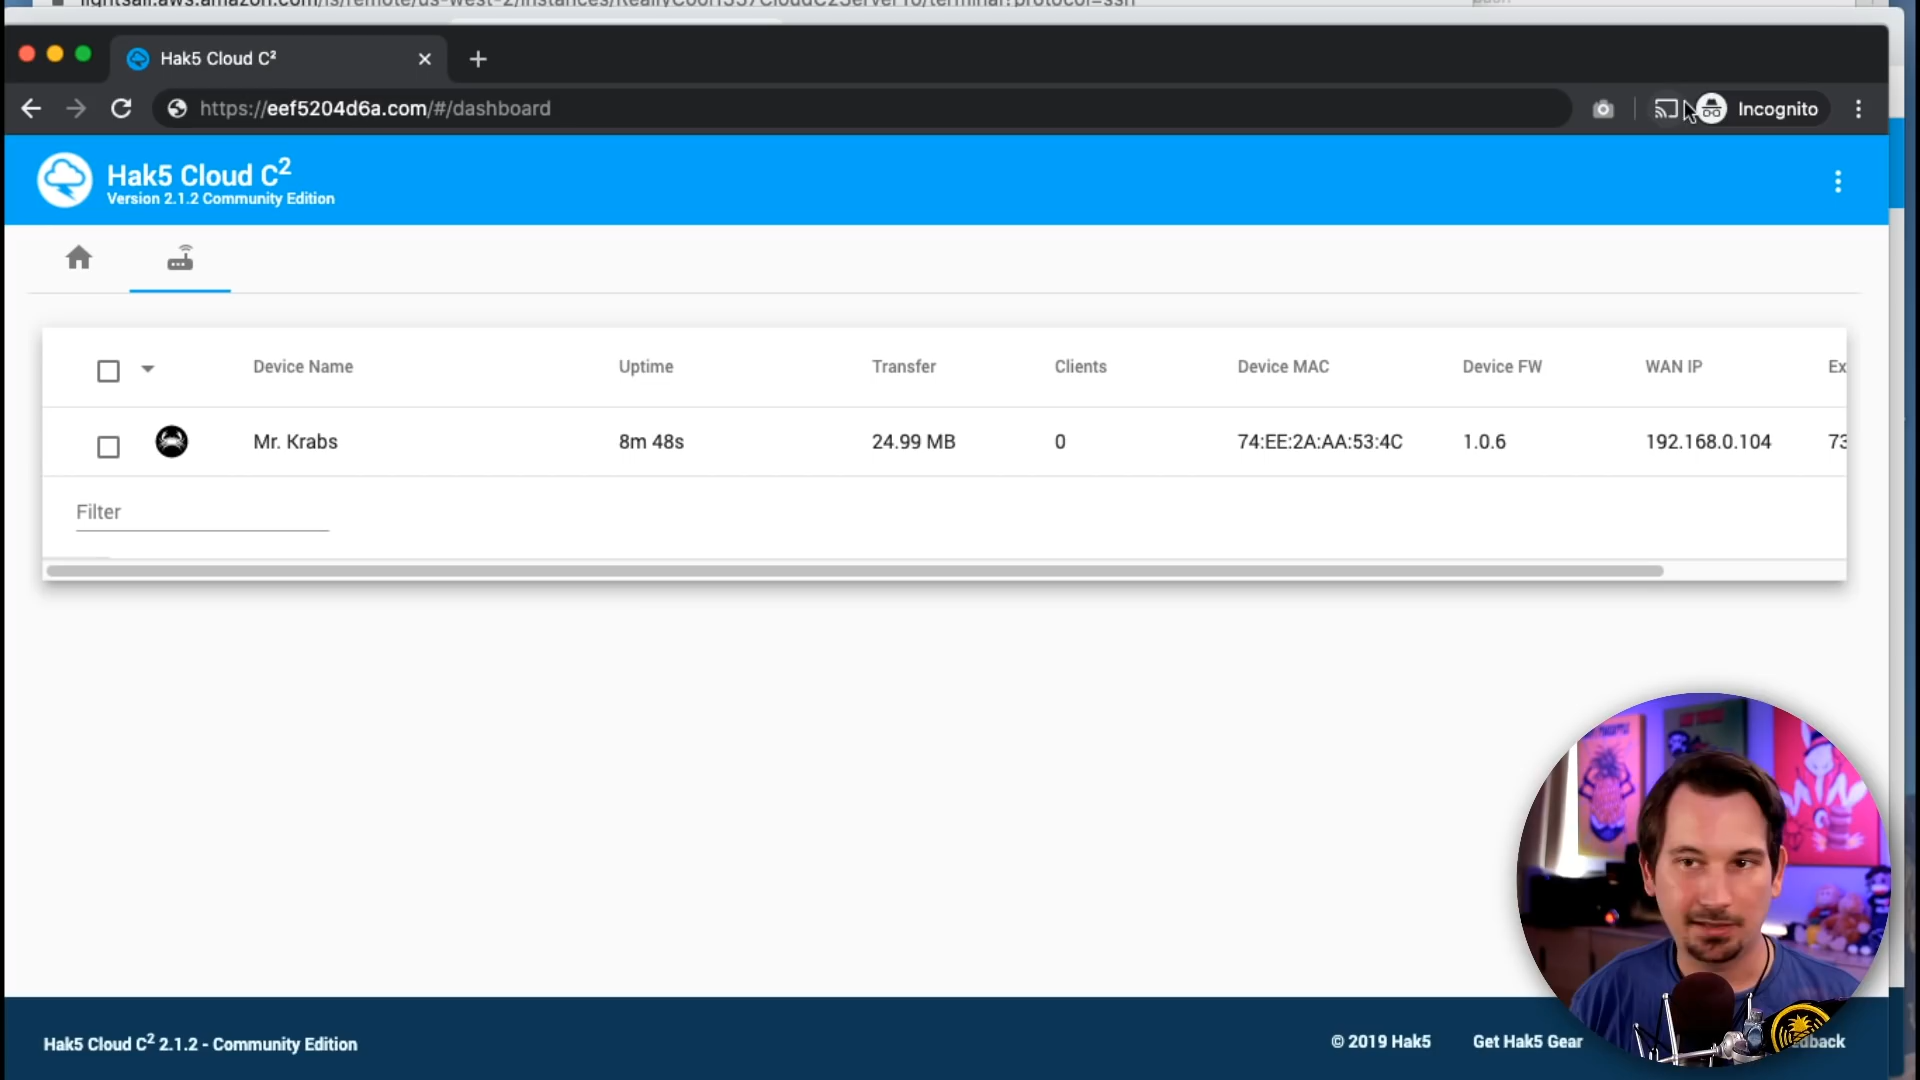 Hak5 Cloud C²
https://eef5204d6a.com/#/dashboard
Incognito
Hak5 Cloud C²
Version 2.1.2 Community Edition
Device Name Uptime Transfer Clients Device MAC Device FW WAN IP Ex
Mr. Krabs 8m 48s 24.99 MB 0 74:EE:2A:AA:53:4C 1.0.6 192.168.0.104 73
Filter
Hak5 Cloud C² 2.1.2 - Community Edition
© 2019 Hak5
Get Hak5 Gear
dback